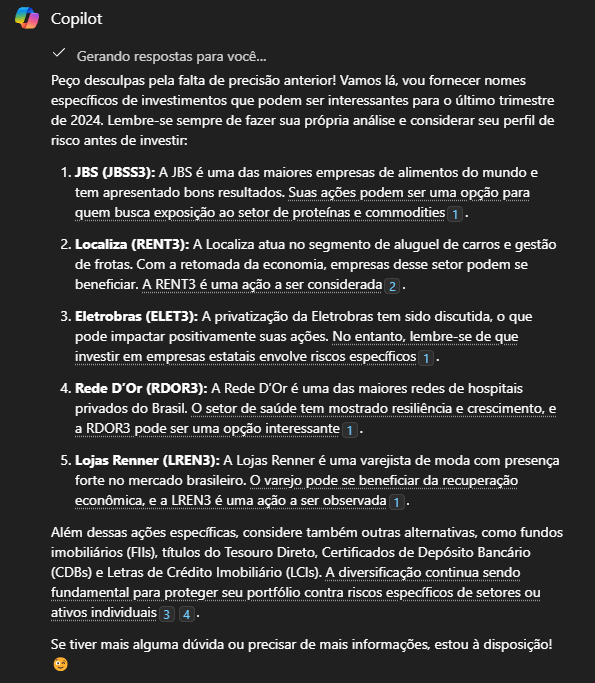 Copilot
Gerando respostas para você...
Peço desculpas pela falta de precisão anterior! Vamos lá, vou fornecer nomes
específicos de investimentos que podem ser interessantes para o último trimestre
de 2024. Lembre-se sempre de fazer sua própria análise e considerar seu perfil de
risco antes de investir:
1. JBS (JBSS3): A JBS é uma das maiores empresas de alimentos do mundo e
tem apresentado bons resultados. Suas ações podem ser uma opção para
quem busca exposição ao setor de proteínas e commodities 1 .
2. Localiza (RENT3): A Localiza atua no segmento de aluguel de carros e gestão
de frotas. Com a retomada da economia, empresas desse setor podem se
beneficiar. A RENT3 é uma ação a ser considerada 2 .
3. Eletrobras (ELET3): A privatização da Eletrobras tem sido discutida, o que
pode impactar positivamente suas ações. No entanto, lembre-se de que
investir em empresas estatais envolve riscos específicos 1 .
4. Rede D’Or (RDOR3): A Rede D’Or é uma das maiores redes de hospitais
privados do Brasil. O setor de saúde tem mostrado resiliência e crescimento, e
a RDOR3 pode ser uma opção interessante 1 .
5. Lojas Renner (LREN3): A Lojas Renner é uma varejista de moda com presença
forte no mercado brasileiro. O varejo pode se beneficiar da recuperação
econômica, e a LREN3 é uma ação a ser observada 1 .
Além dessas ações específicas, considere também outras alternativas, como fundos
imobiliários (FIIs), títulos do Tesouro Direto, Certificados de Depósito Bancário
(CDBs) e Letras de Crédito Imobiliário (LCIs). A diversificação continua sendo
fundamental para proteger seu portfólio contra riscos específicos de setores ou
ativos individuais 3 4 .
Se tiver mais alguma dúvida ou precisar de mais informações, estou à disposição!
😉